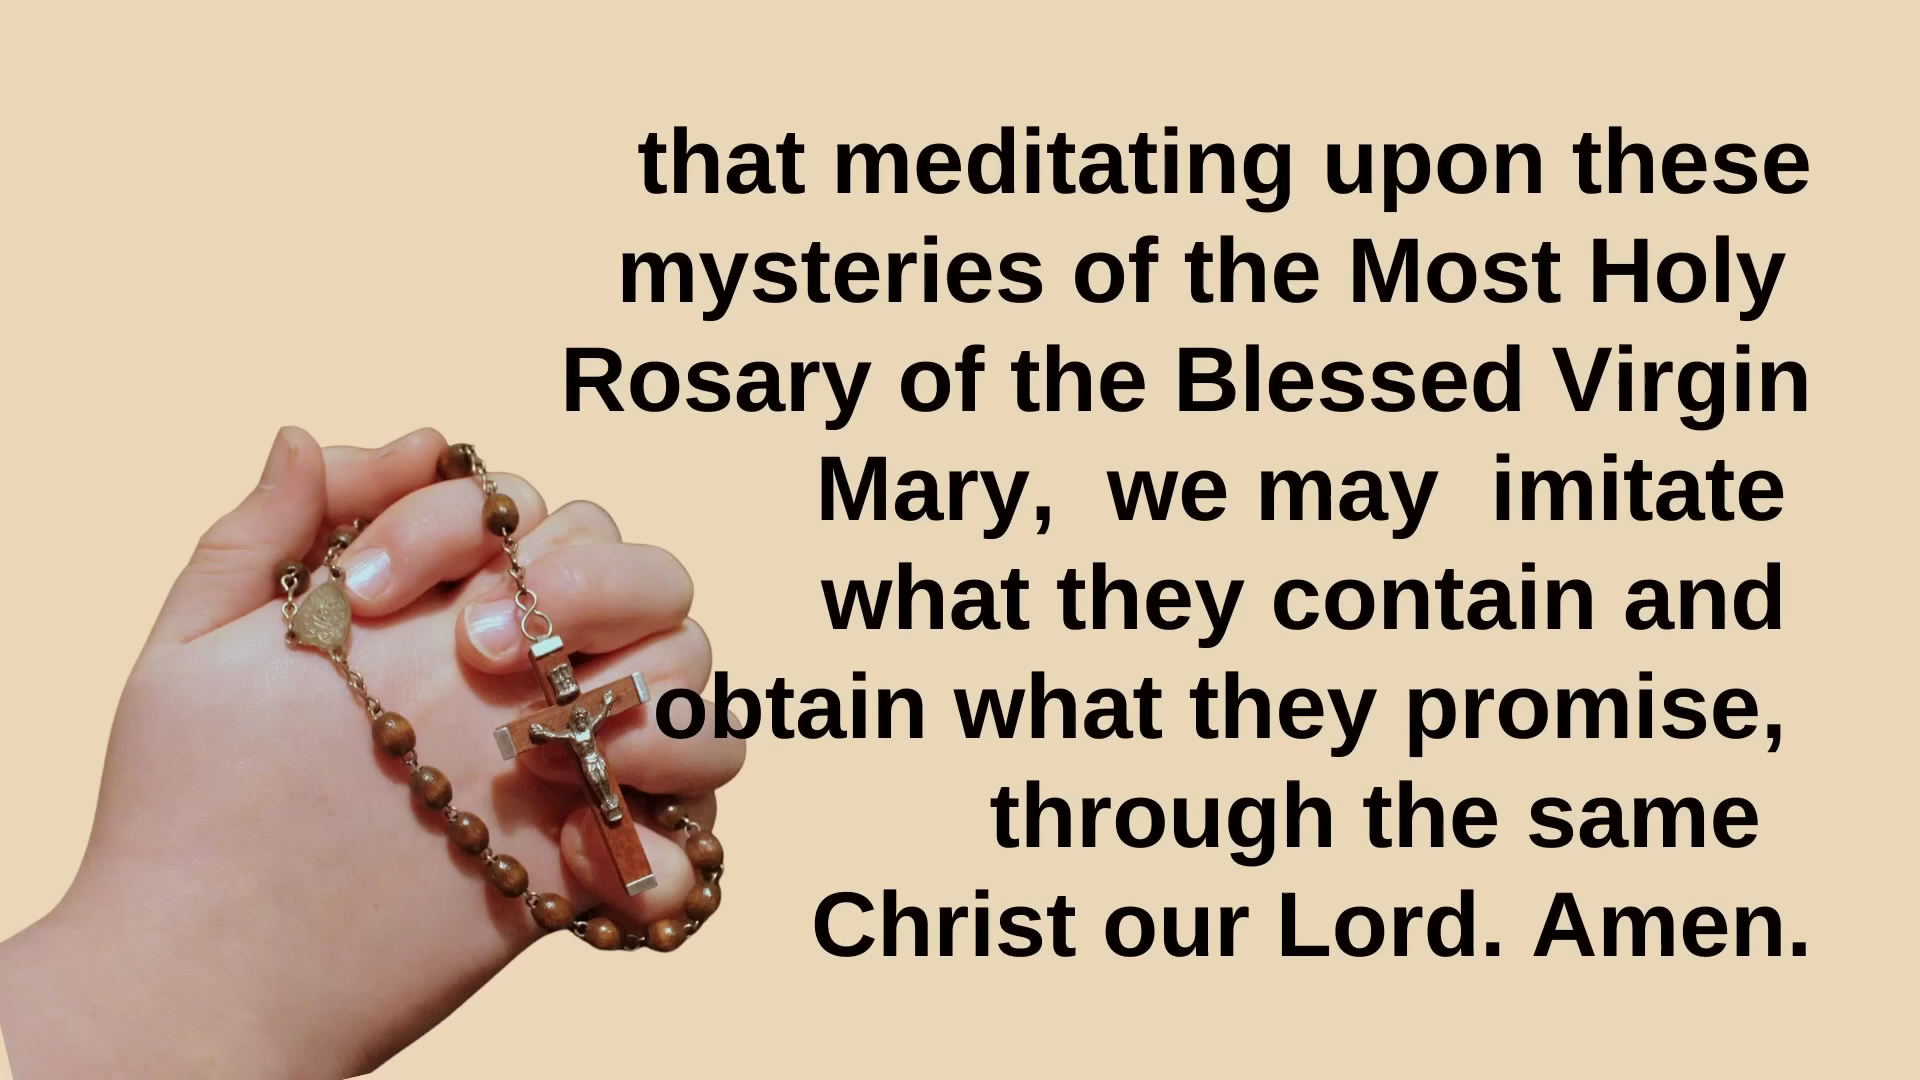 that meditating upon these
mysteries of the Most Holy
Rosary of the Blessed Virgin
Mary,  we may  imitate
what they contain and
obtain what they promise,
through the same
Christ our Lord. Amen.